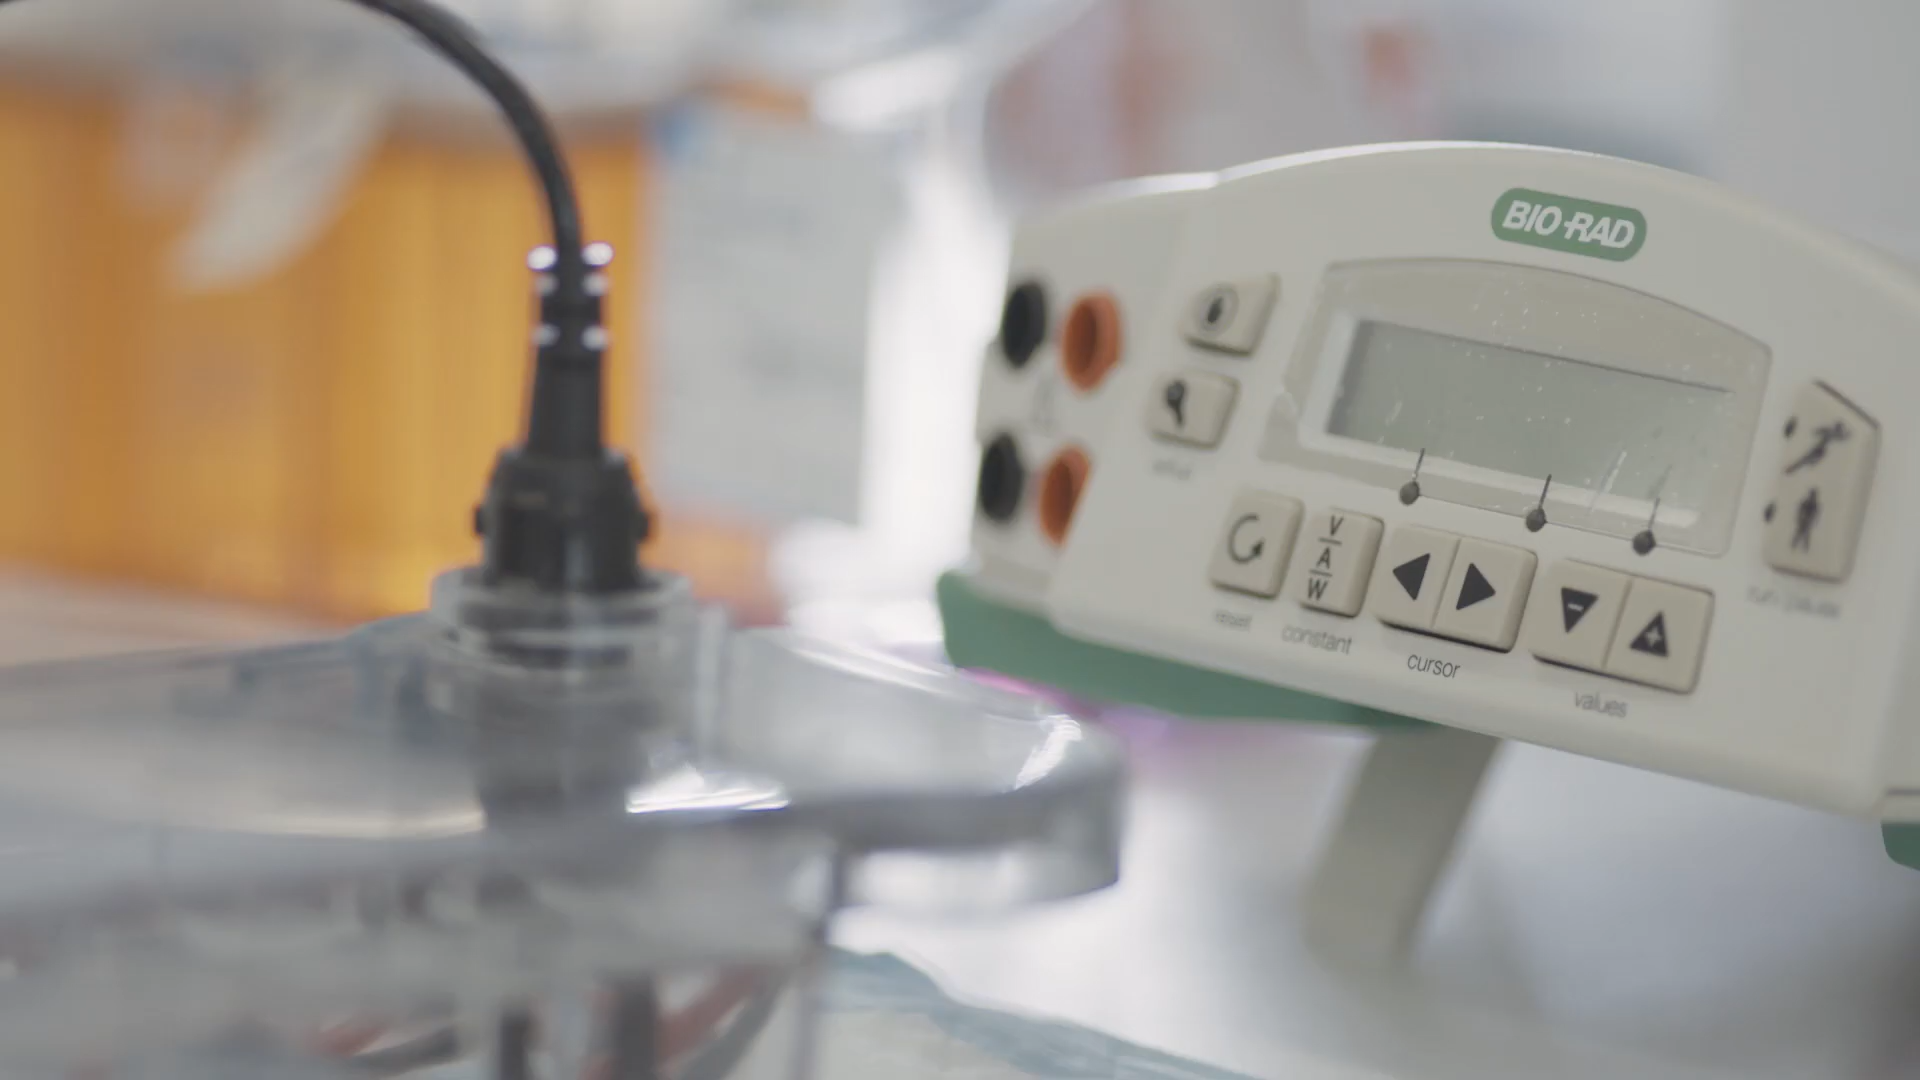 BIO-RAD
V
A
W
reset
constant
cursor
values